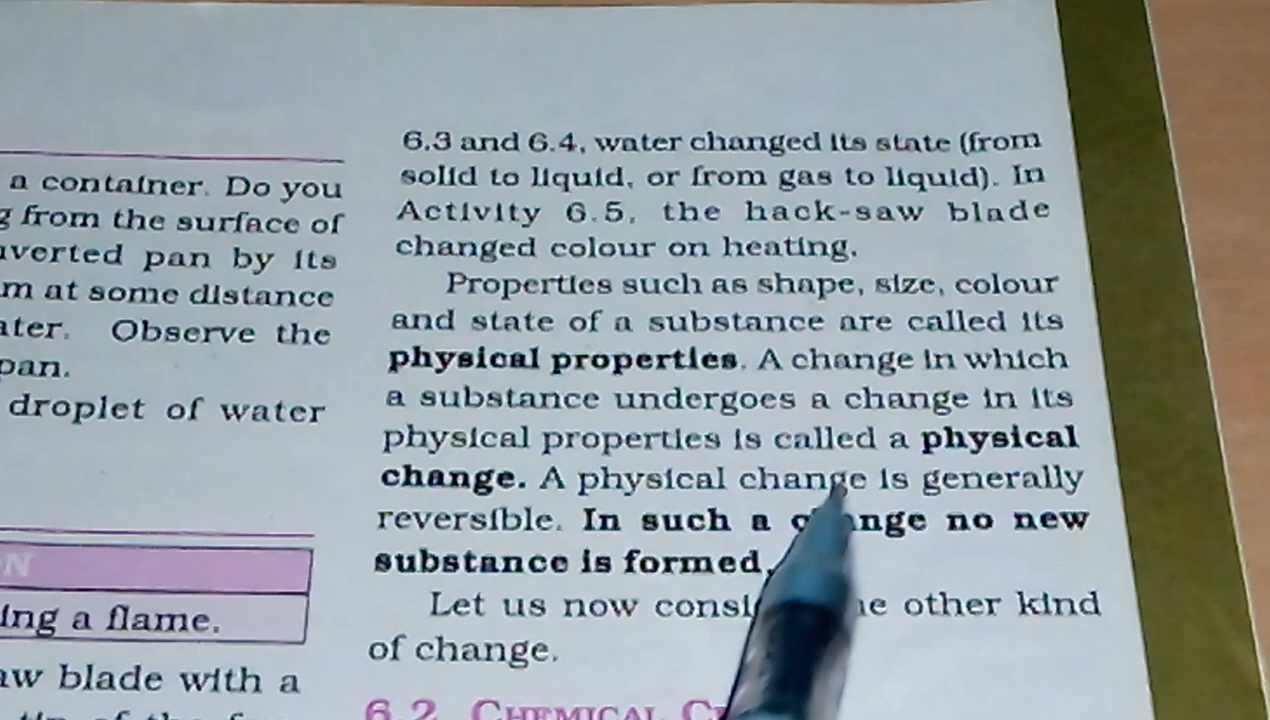 a container. Do you
from the surface of
pan by its
at some distance
Observe the
pan.
droplet of water
a flame.
blade with a
6.3 and 6.4, water changed its state (from
solid to liquid, or from gas to liquid). In
Activity 6.5, the hack-saw blade
changed colour on heating.
Properties such as shape, size, colour
and state of a substance are called its
physical properties. A change in which
a substance undergoes a change in its
physical properties is called a physical
change. A physical change is generally
reversible. In such a change no new
substance is formed.
Let us now other kind
of change.
6.2 CHEMICAL